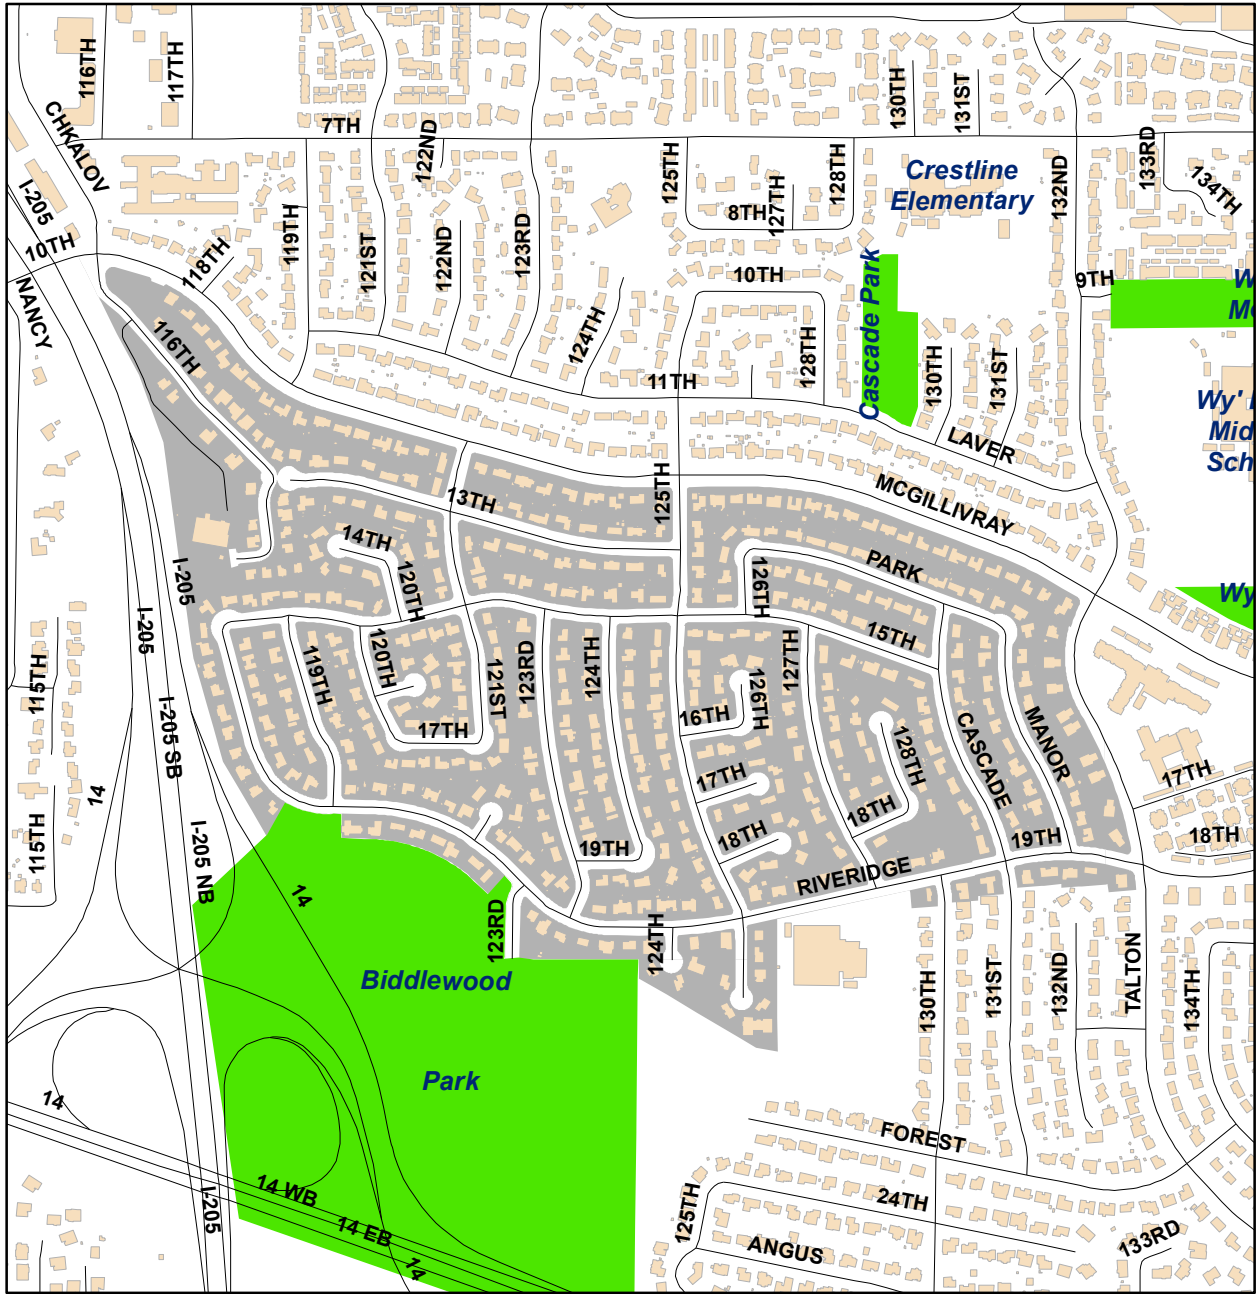 116TH
117TH
7TH
122ND
130TH
131ST
CHKALOV
I-205
10TH
NANCY
118TH
119TH
121ST
122ND
123RD
124TH
125TH
8TH
127TH
128TH
Crestline
Elementary
132ND
133RD
134TH
10TH
9TH
W
Cascade Park
11TH
128TH
130TH
131ST
LAVER
Wy'
Mid
Sch
116TH
13TH
125TH
MCGILLIVRAY
PARK
14TH
120TH
126TH
15TH
Wy
I-205
I-205
115TH
119TH
120TH
121ST
123RD
124TH
127TH
126TH
16TH
17TH
17TH
18TH
128TH
18TH
CASCADE
MANOR
17TH
18TH
19TH
19TH
RIVERIDGE
I-205 SB
14
115TH
I-205 NB
14
123RD
124TH
Biddlewood
Park
130TH
131ST
132ND
TALTON
134TH
14
FOREST
24TH
125TH
ANGUS
133RD
14 WB
14 EB
14
I-205